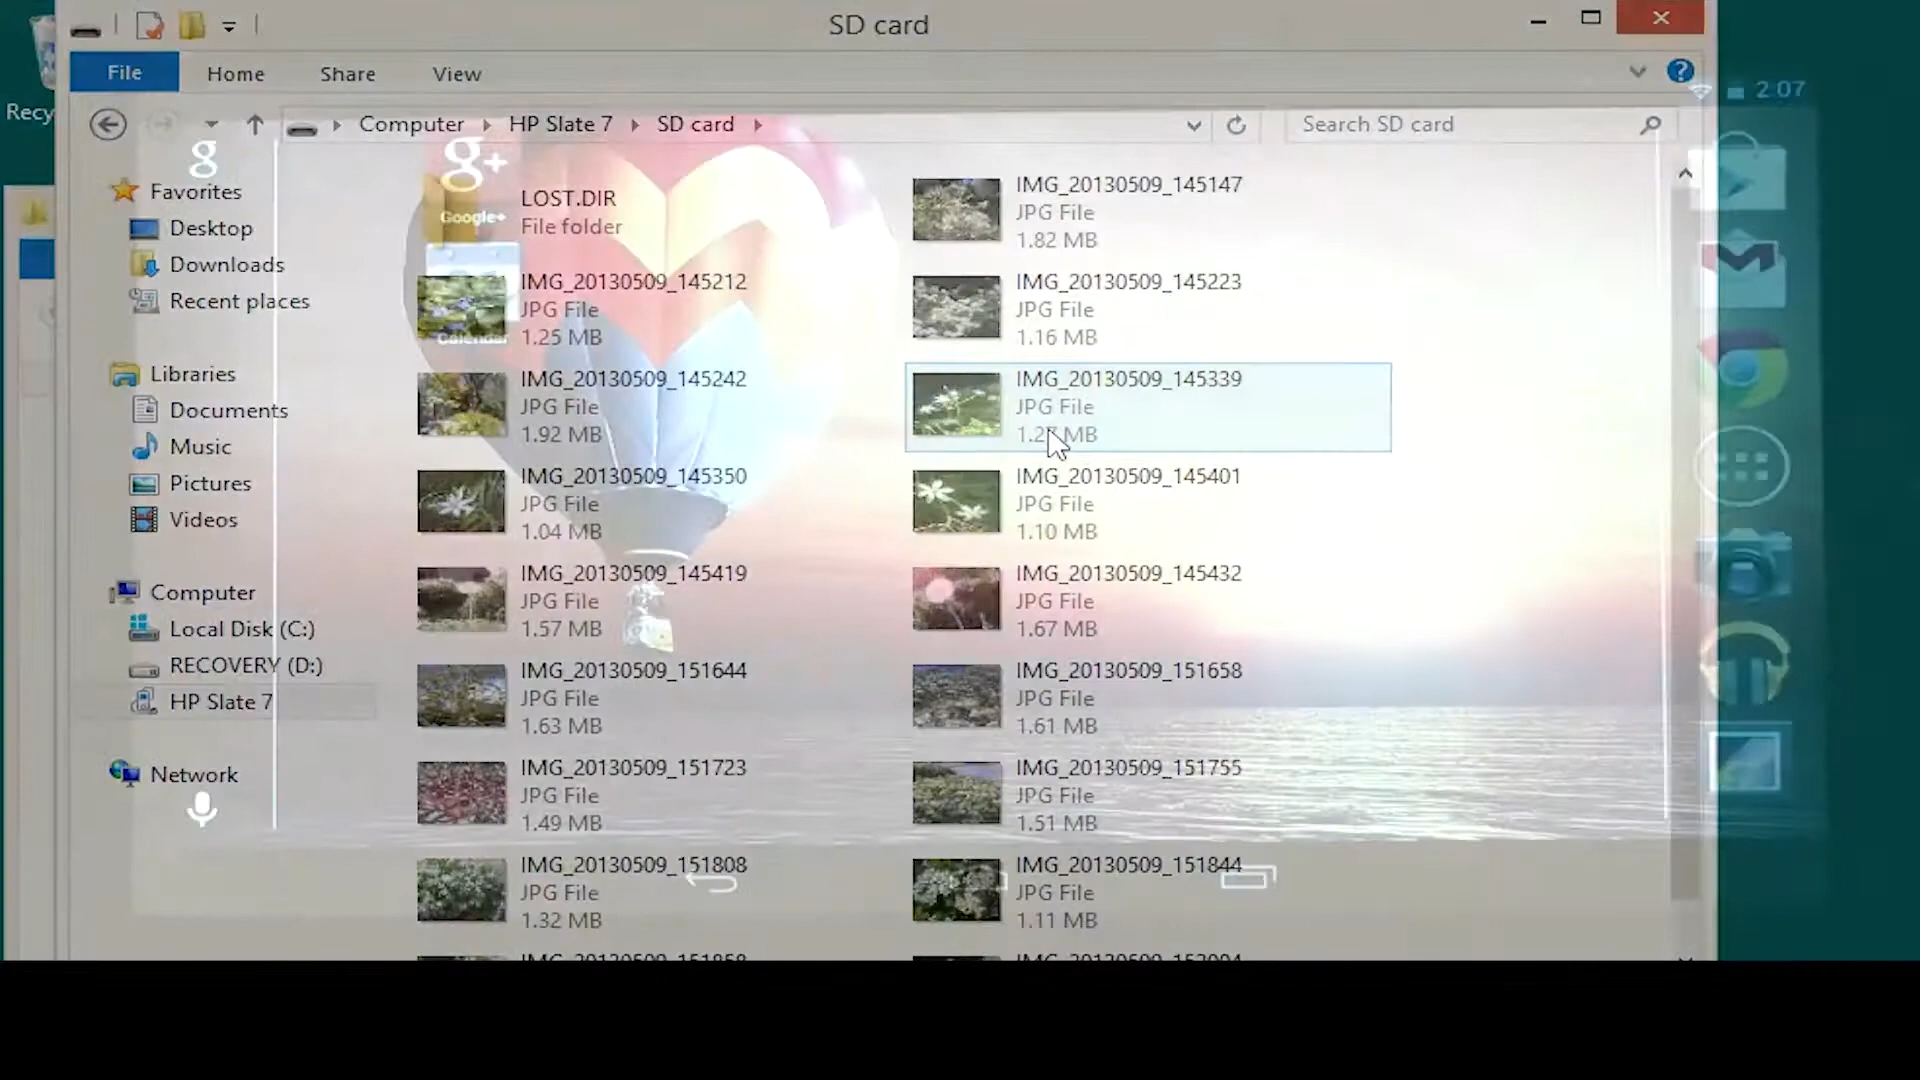 SD card
File Home Share View
2:07
Recy
Computer HP Slate 7 SD card
Search SD card
g
g+
Google+
Calendar
Favorites
Desktop
Downloads
Recent places
Libraries
Documents
Music
Pictures
Videos
Computer
Local Disk (C:)
RECOVERY (D:)
HP Slate 7
Network
LOST.DIR
File folder
IMG_20130509_145147
JPG File
1.82 MB
IMG_20130509_145212
JPG File
1.25 MB
IMG_20130509_145223
JPG File
1.16 MB
IMG_20130509_145242
JPG File
1.92 MB
IMG_20130509_145339
JPG File
MB
IMG_20130509_145350
JPG File
1.04 MB
IMG_20130509_145401
JPG File
1.10 MB
IMG_20130509_145419
JPG File
1.57 MB
IMG_20130509_145432
JPG File
1.67 MB
IMG_20130509_151644
JPG File
1.63 MB
IMG_20130509_151658
JPG File
1.61 MB
IMG_20130509_151723
JPG File
1.49 MB
IMG_20130509_151755
JPG File
1.51 MB
IMG_20130509_151808
JPG File
1.32 MB
IMG_20130509_151844
JPG File
1.11 MB